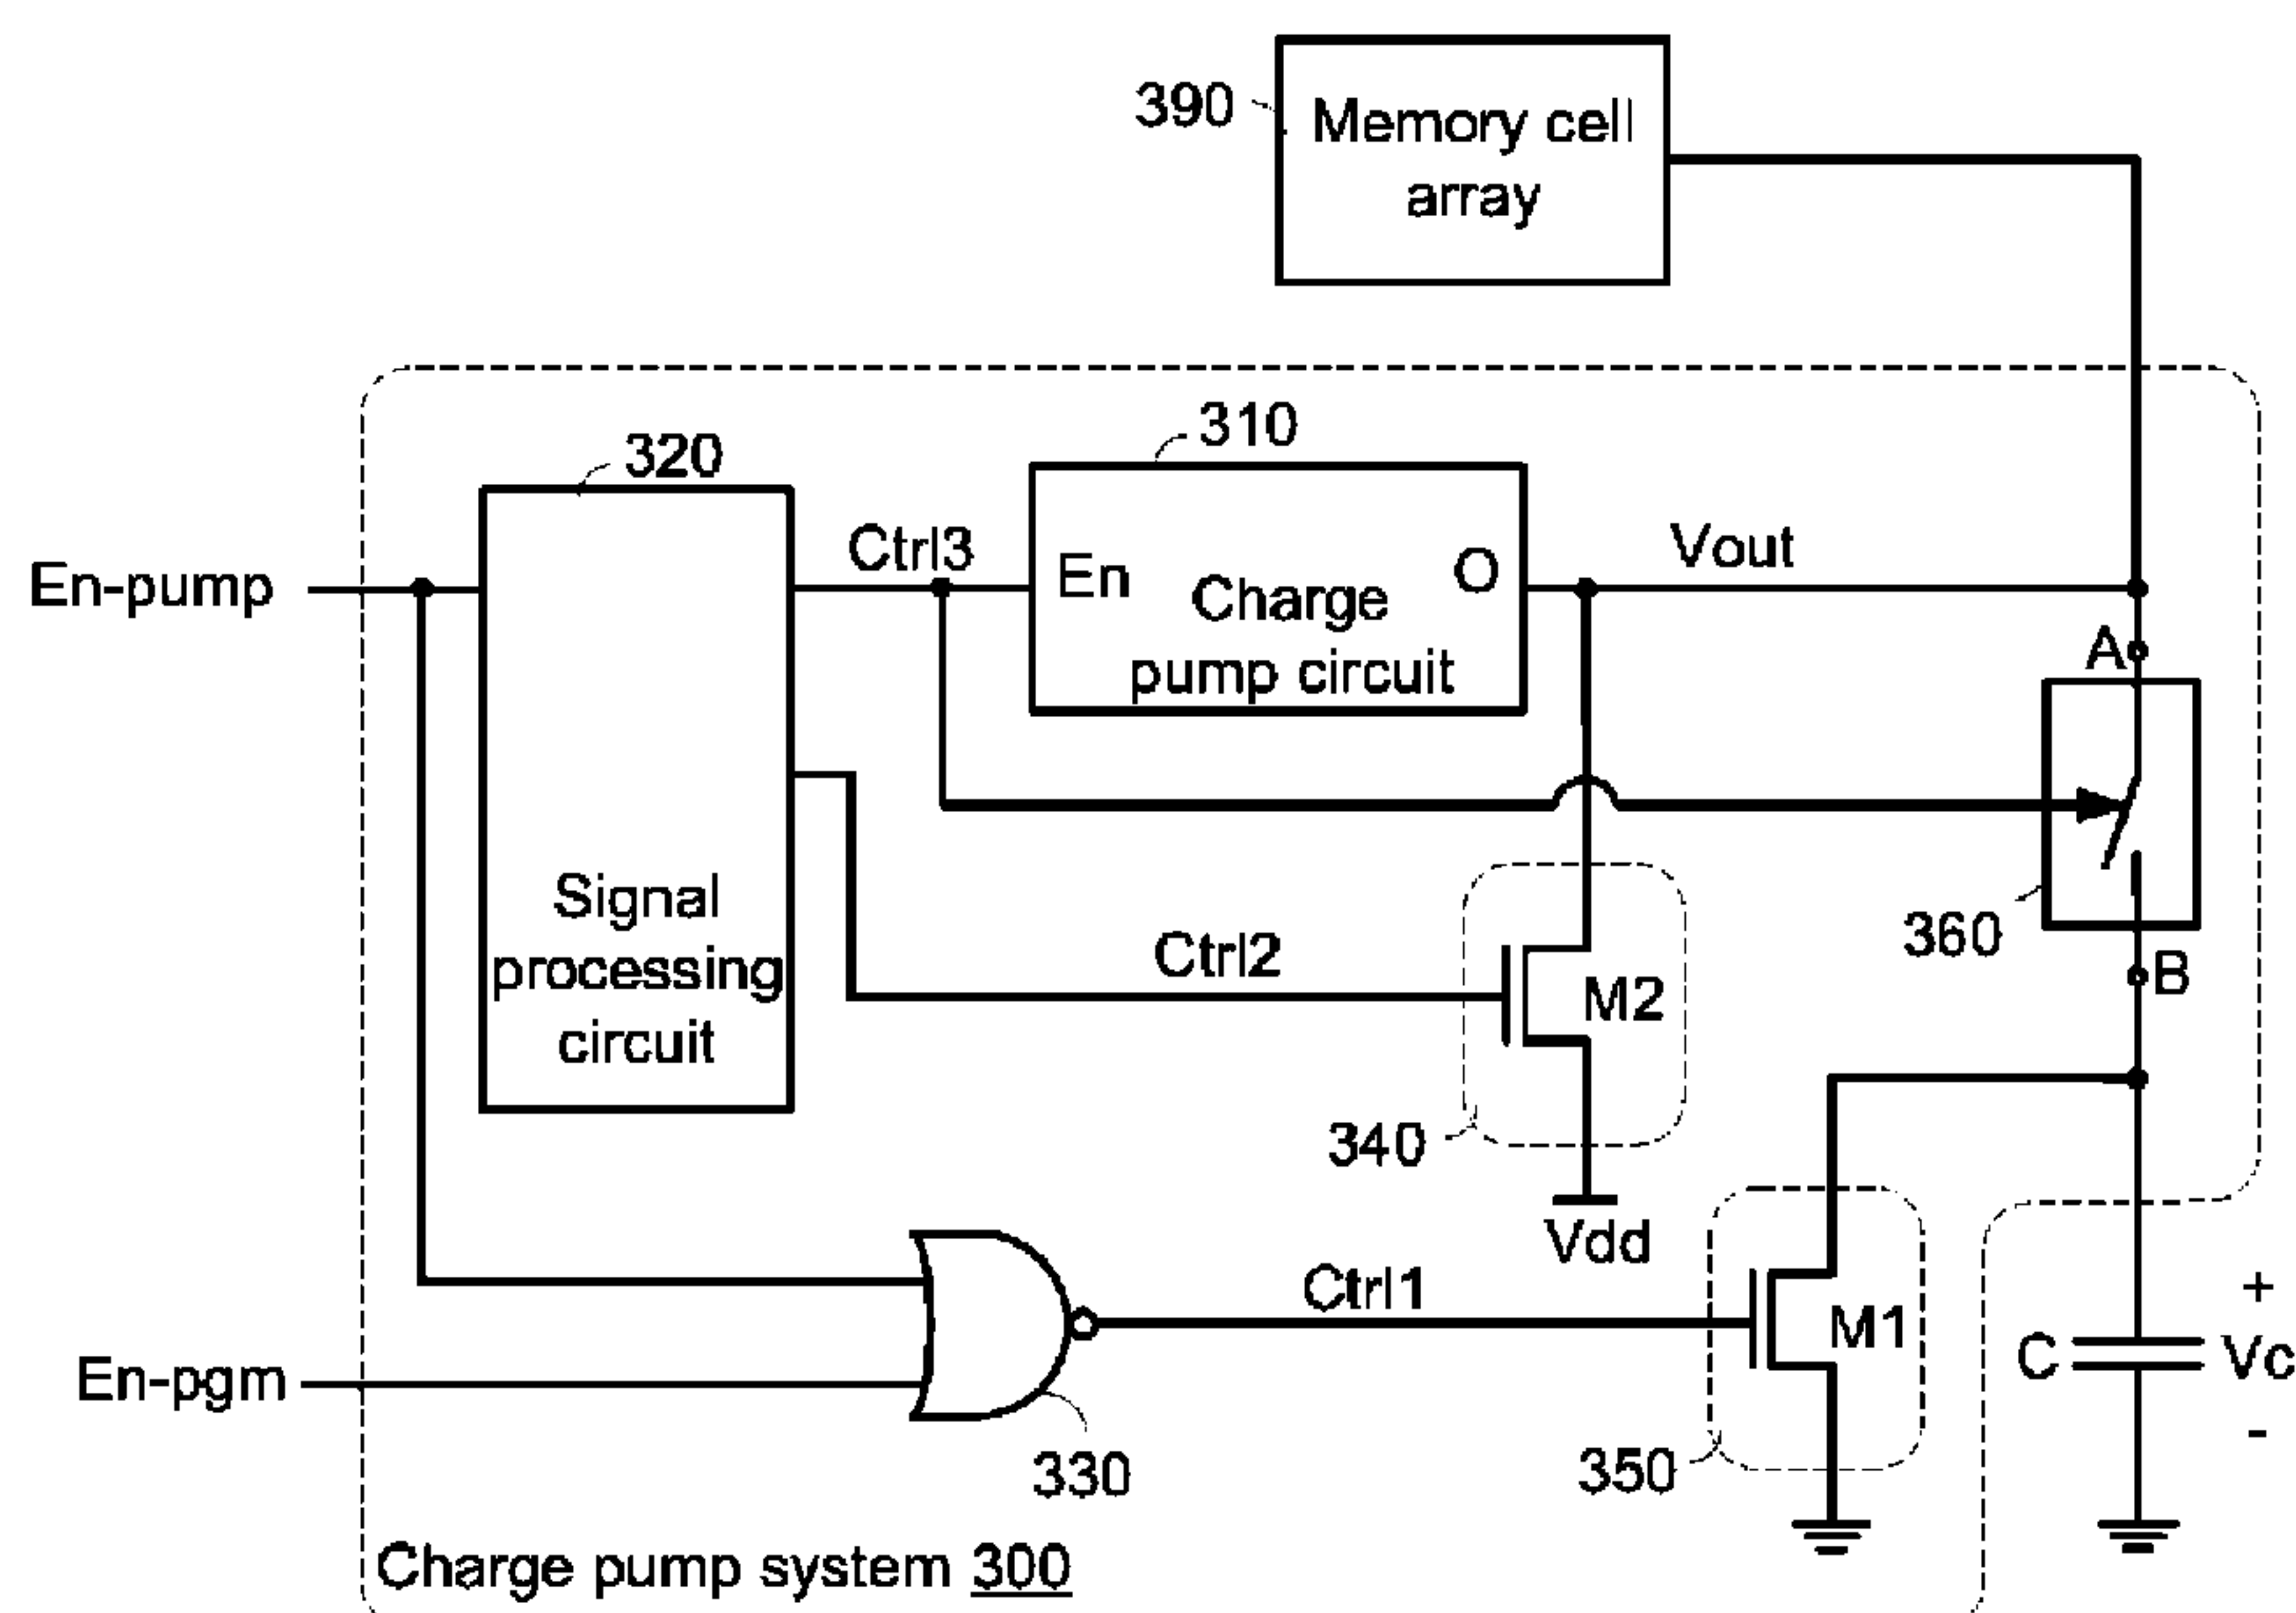 390
Memory cell
array
320
310
Ctrl3
Vout
En-pump
En
O
Charge
pump circuit
A
Signal
processing
circuit
Ctrl2
M2
360
B
340
Vdd
Ctrl1
M1
+
C
Vc
-
En-pgm
330
350
Charge pump system 300